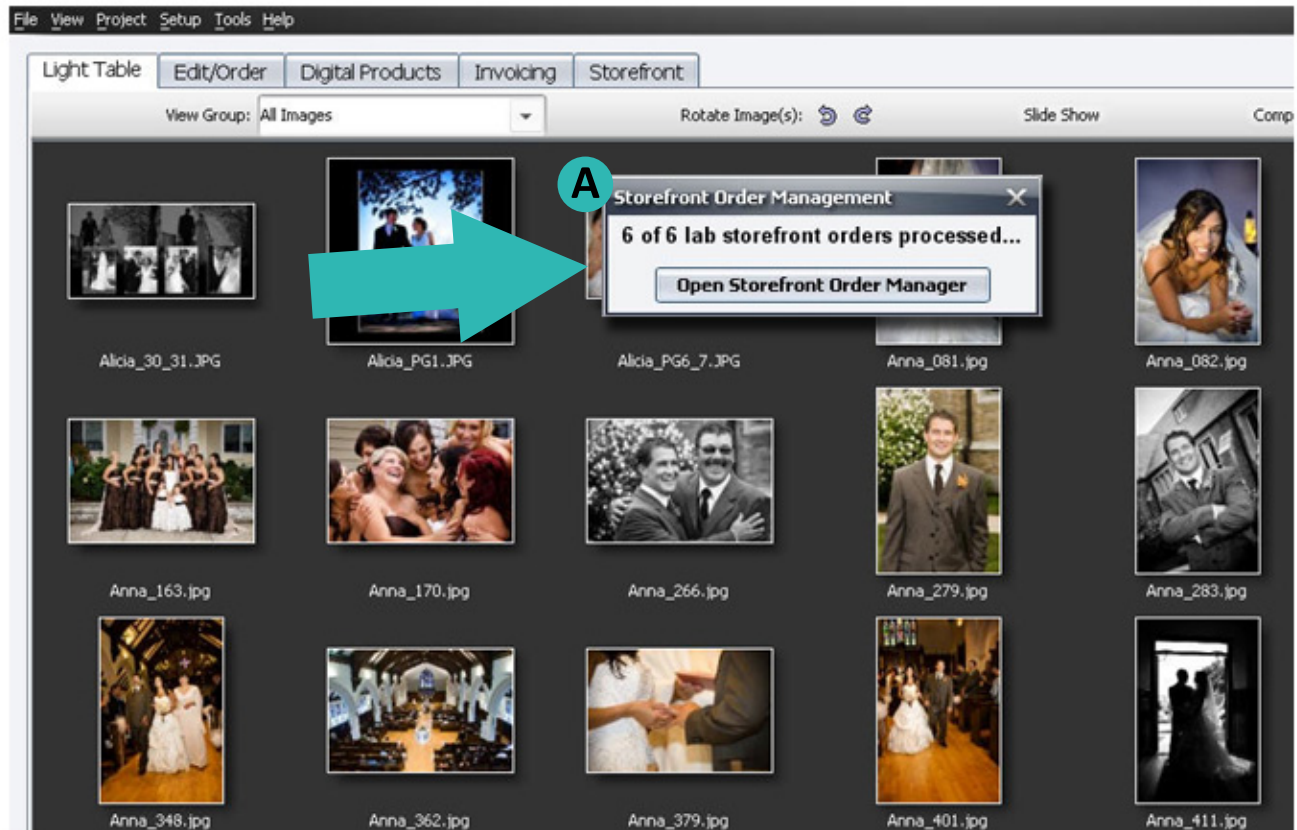 File View Project Setup Tools Help
Light Table Edit/Order Digital Products Invoicing Storefront
View Group: All Images Rotate Image(s): Slide Show Comp
A
Storefront Order Management
6 of 6 lab storefront orders processed...
Open Storefront Order Manager
Alicia_30_31.JPG Alicia_PG1.JPG Alicia_PG6_7.JPG Anna_081.jpg Anna_082.jpg
Anna_163.jpg Anna_170.jpg Anna_266.jpg Anna_279.jpg Anna_283.jpg
Anna_348.jpg Anna_362.jpg Anna_379.jpg Anna_401.jpg Anna_411.jpg